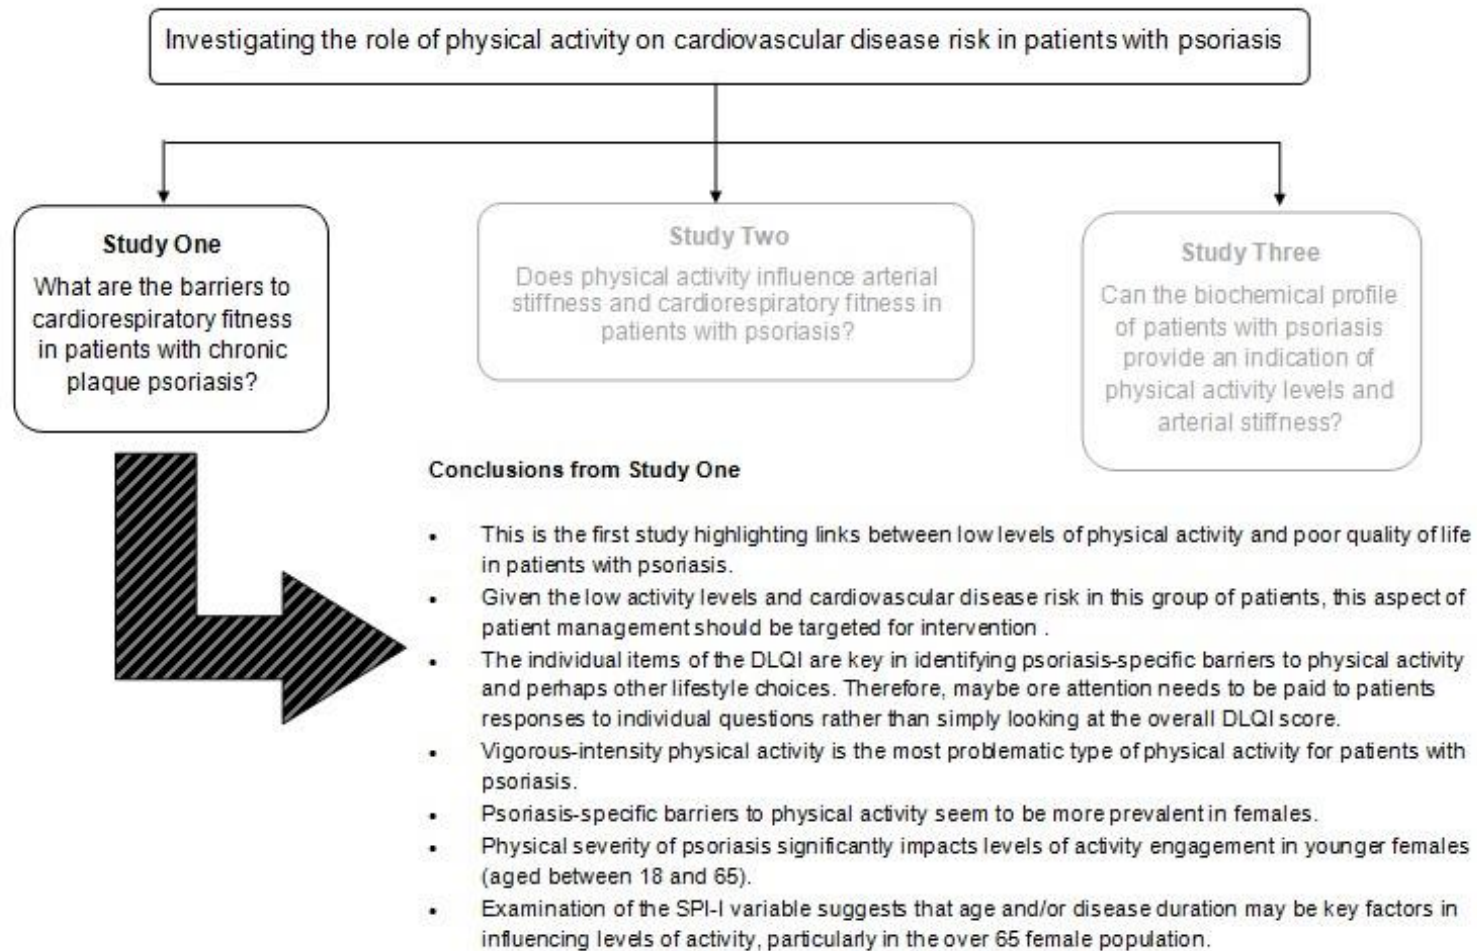 Investigating the role of physical activity on cardiovascular disease risk in patients with psoriasis
Study One
What are the barriers to
cardiorespiratory fitness
in patients with chronic
plaque psoriasis?
Study Two
Does physical activity influence arterial
stiffness and cardiorespiratory fitness in
patients with psoriasis?
Study Three
Can the biochemical profile
of patients with psoriasis
provide an indication of
physical activity levels and
arterial stiffness?
Conclusions from Study One
• This is the first study highlighting links between low levels of physical activity and poor quality of life
in patients with psoriasis.
• Given the low activity levels and cardiovascular disease risk in this group of patients, this aspect of
patient management should be targeted for intervention .
• The individual items of the DLQI are key in identifying psoriasis-specific barriers to physical activity
and perhaps other lifestyle choices. Therefore, maybe ore attention needs to be paid to patients
responses to individual questions rather than simply looking at the overall DLQI score.
• Vigorous-intensity physical activity is the most problematic type of physical activity for patients with
psoriasis.
• Psoriasis-specific barriers to physical activity seem to be more prevalent in females.
• Physical severity of psoriasis significantly impacts levels of activity engagement in younger females
(aged between 18 and 65).
• Examination of the SPI-I variable suggests that age and/or disease duration may be key factors in
influencing levels of activity, particularly in the over 65 female population.